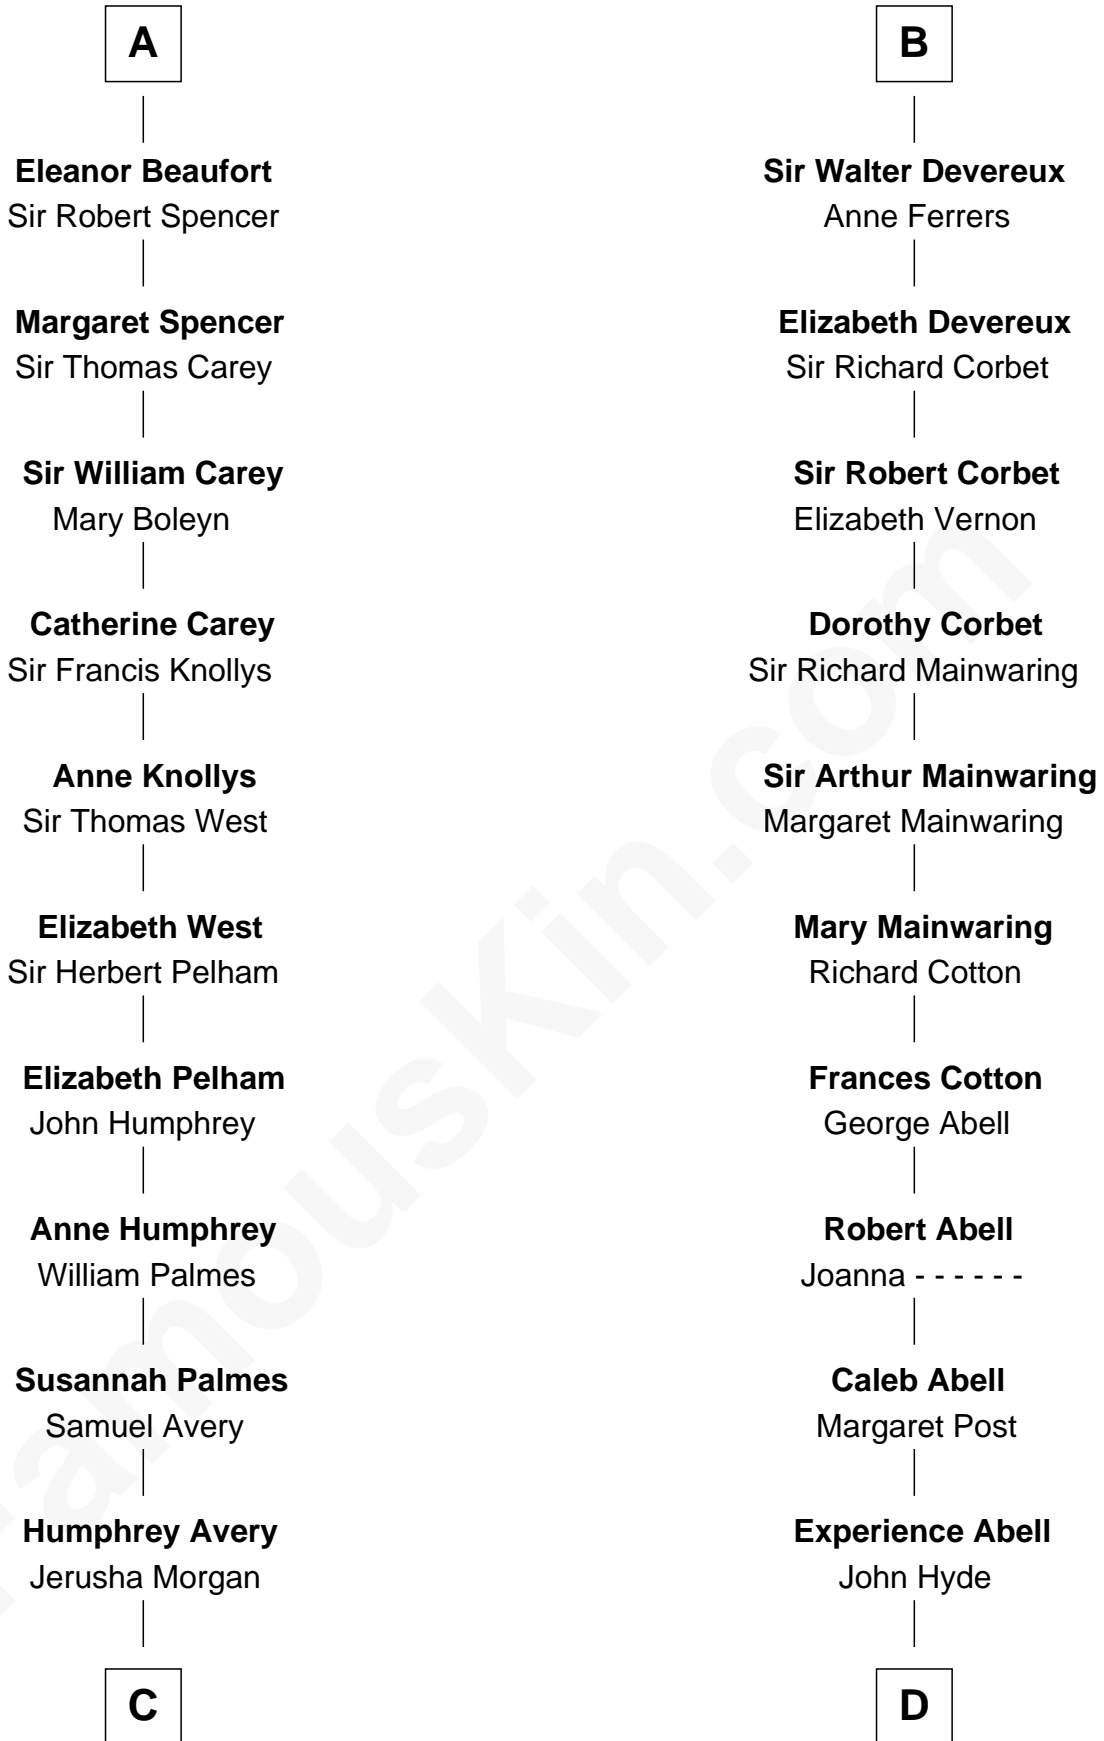 A
Eleanor Beaufort
Sir Robert Spencer
Margaret Spencer
Sir Thomas Carey
Sir William Carey
Mary Boleyn
Catherine Carey
Sir Francis Knollys
Anne Knollys
Sir Thomas West
Elizabeth West
Sir Herbert Pelham
Elizabeth Pelham
John Humphrey
Anne Humphrey
William Palmes
Susannah Palmes
Samuel Avery
Humphrey Avery
Jerusha Morgan
C
B
Sir Walter Devereux
Anne Ferrers
Elizabeth Devereux
Sir Richard Corbet
Sir Robert Corbet
Elizabeth Vernon
Dorothy Corbet
Sir Richard Mainwaring
Sir Arthur Mainwaring
Margaret Mainwaring
Mary Mainwaring
Richard Cotton
Frances Cotton
George Abell
Robert Abell
Joanna - - - - - -
Caleb Abell
Margaret Post
Experience Abell
John Hyde
D
FamousKin.com